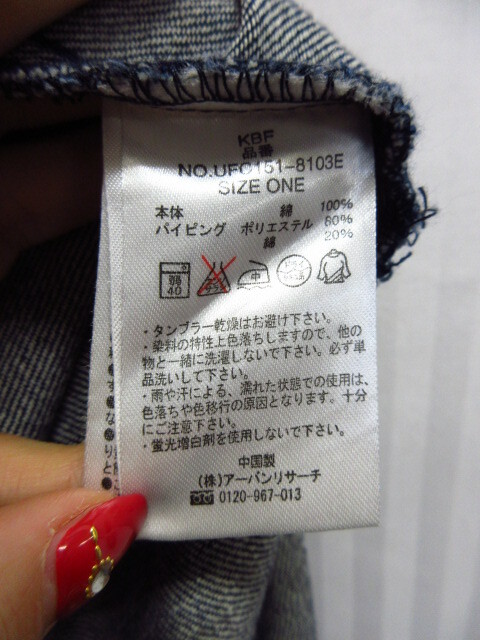 KBF
品番
NO.UFC151-8103E
SIZE ONE
本体 綿 100%
パイピング ポリエステル 80%
綿 20%
弱
40
中
ドライ
・タンブラー乾燥はお避け下さい。
・染料の特性上色落ちしますので、他の
物と一緒に洗濯しないで下さい。必ず単
品洗いして下さい。
・雨や汗による、濡れた状態での使用は、
色落ちや色移行の原因となります。十分
にご注意下さい。
・蛍光増白剤を使用しないで下さい。
中国製
(株)アーバンリサーチ
0120-967-013